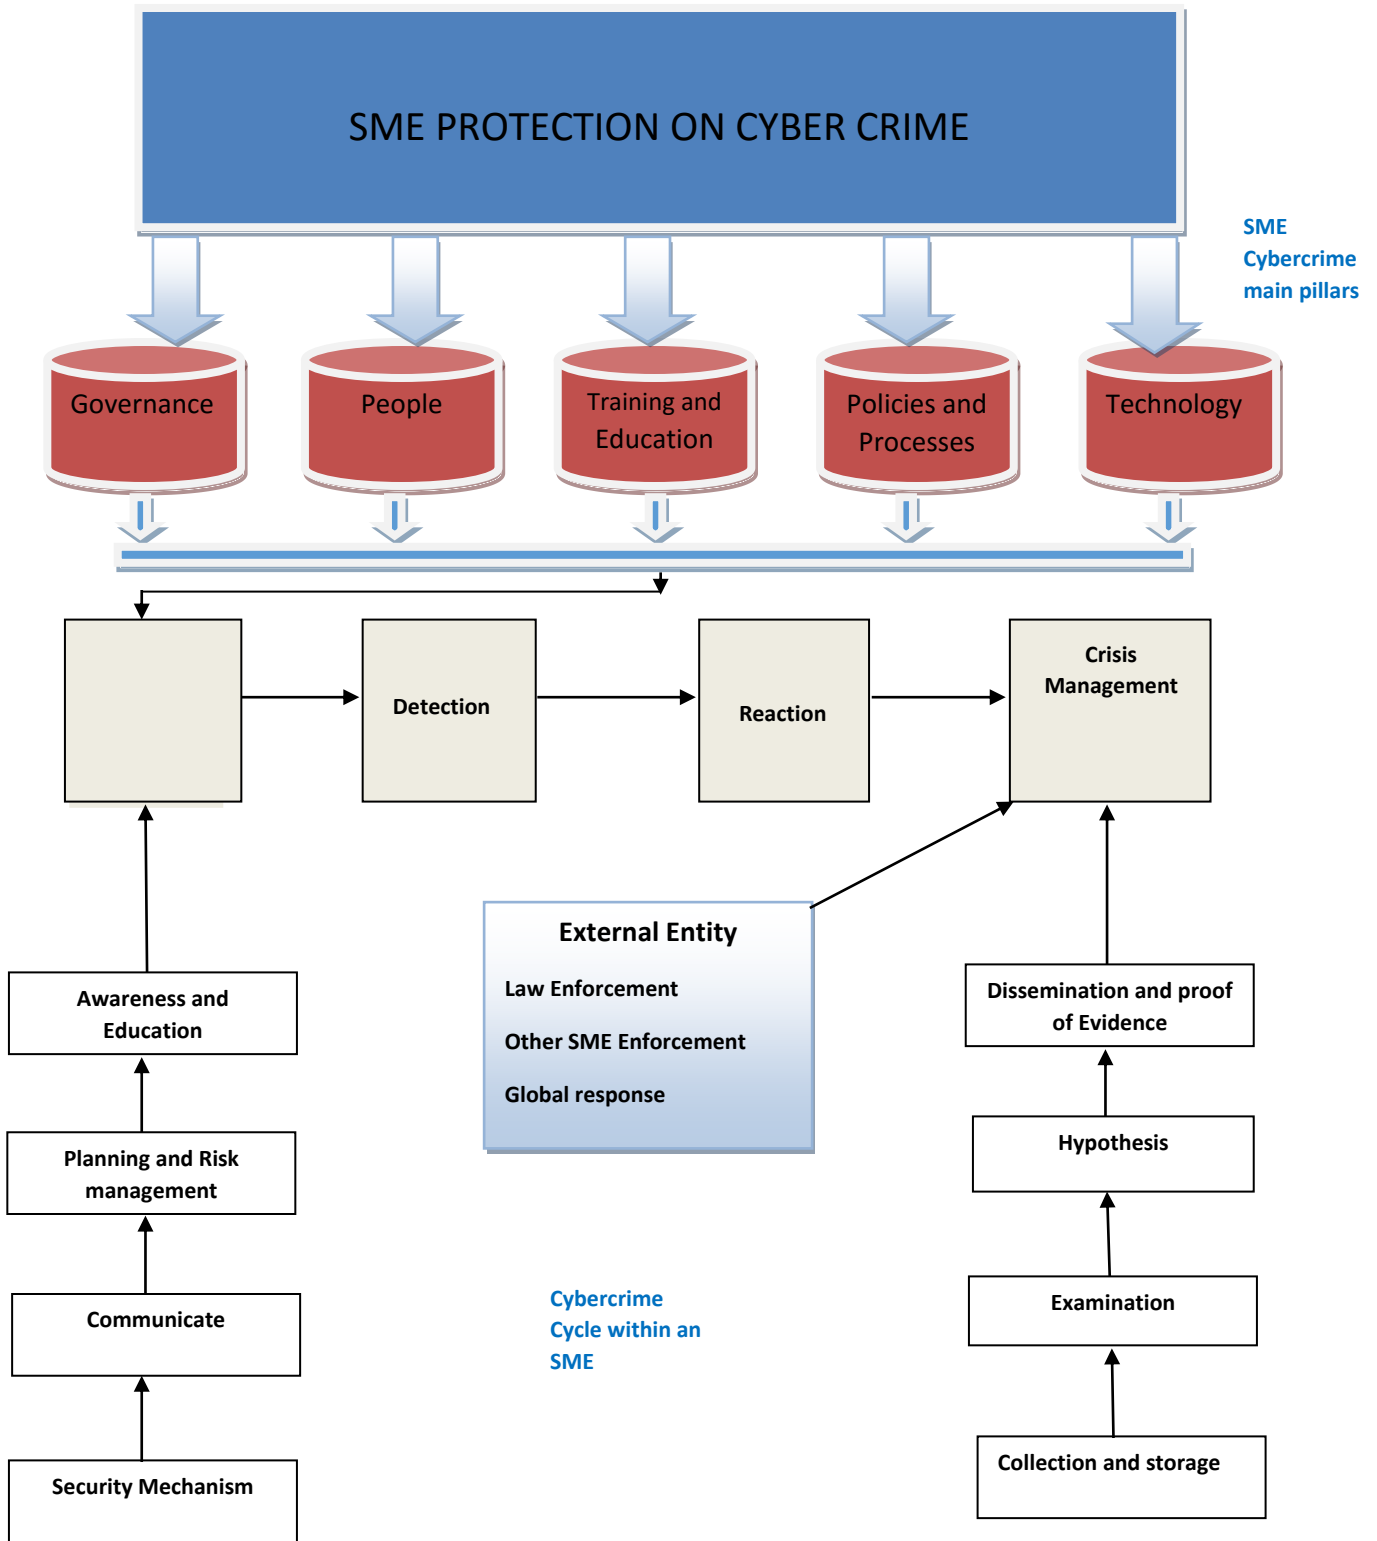 SME PROTECTION ON CYBER CRIME
SME
Cybercrime
main pillars
Governance
People
Training and
Education
Policies and
Processes
Technology
Detection
Reaction
Crisis
Management
External Entity
Law Enforcement
Other SME Enforcement
Global response
Awareness and
Education
Planning and Risk
management
Communicate
Security Mechanism
Dissemination and proof
of Evidence
Hypothesis
Examination
Collection and storage
Cybercrime
Cycle within an
SME